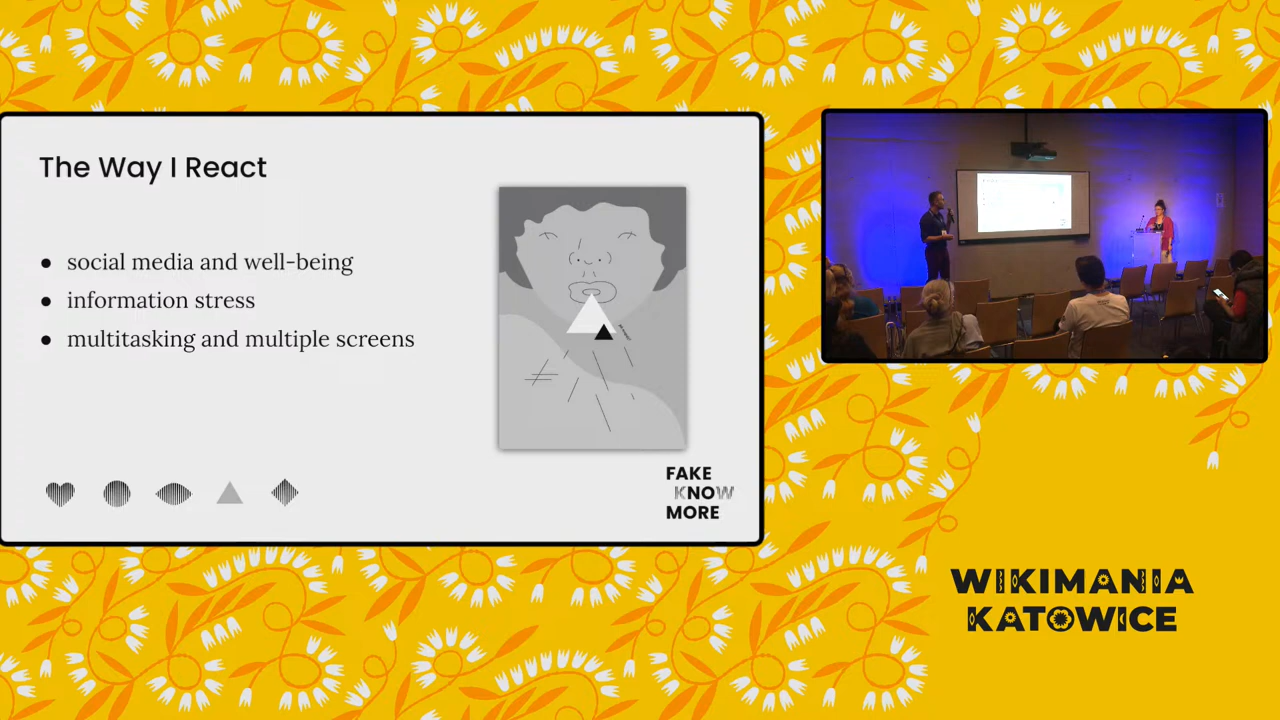 The Way I React
● social media and well-being
● information stress
● multitasking and multiple screens
FAKE
KNOW
MORE
WIKIMANIA
KATOWICE